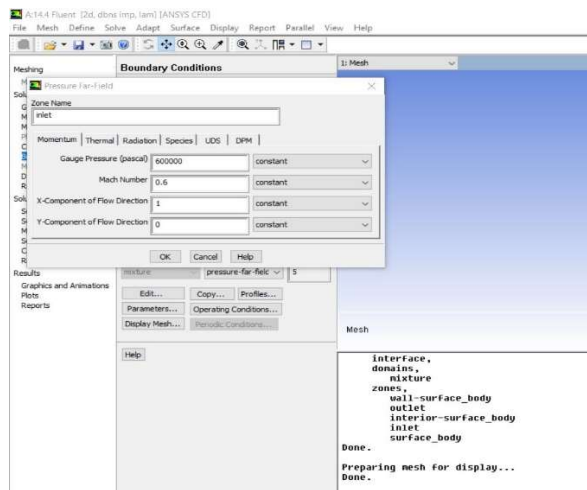 A:14.4 Fluent [2d, dbns imp, lam] [ANSYS CFD]
File Mesh Define Solve Adapt Surface Display Report Parallel View Help
Meshing
Boundary Conditions
1: Mesh
Pressure Far-Field
Zone Name
inlet
Momentum Thermal Radiation Species UDS DPM
Gauge Pressure (pascal) 600000 constant
Mach Number 0.6 constant
X-Component of Flow Direction 1 constant
Y-Component of Flow Direction 0 constant
OK Cancel Help
Results
mixture pressure-far-field 5
Graphics and Animations
Plots
Reports
Edit... Copy... Profiles...
Parameters... Operating Conditions...
Display Mesh... Periodic Conditions...
Help
Mesh
interface,
domains,
mixture
zones,
wall-surface_body
outlet
interior-surface_body
inlet
surface_body
Done.
Preparing mesh for display...
Done.